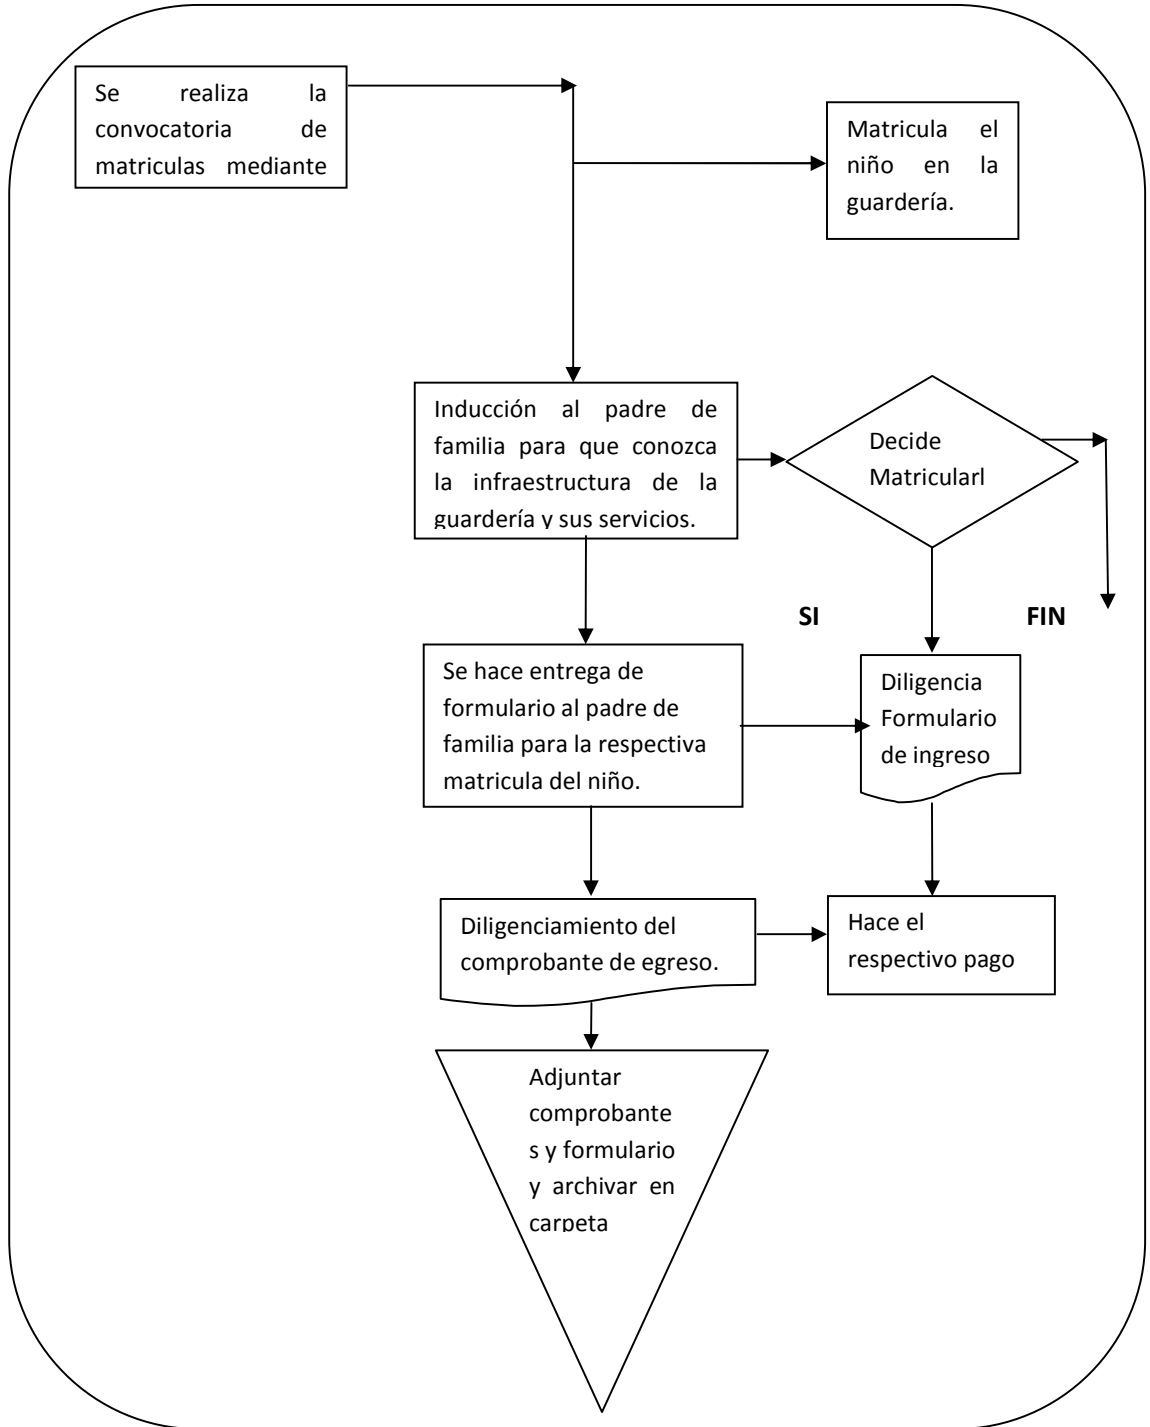 Se realiza la
convocatoria de
matriculas mediante
Matricula el
niño en la
guardería.
Inducción al padre de
familia para que conozca
la infraestructura de la
guardería y sus servicios.
Decide
Matricularl
SI
FIN
Se hace entrega de
formulario al padre de
familia para la respectiva
matricula del niño.
Diligencia
Formulario
de ingreso
Diligenciamiento del
comprobante de egreso.
Hace el
respectivo pago
Adjuntar
comprobante
s y formulario
y archivar en
carpeta